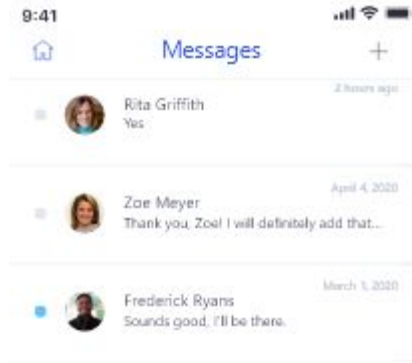 9:41
Messages
2 hours ago
Rita Griffith
Yes
April 4, 2020
Zoe Meyer
Thank you, Zoe! I will definitely add that...
March 1, 2020
Frederick Ryans
Sounds good, I'll be there.